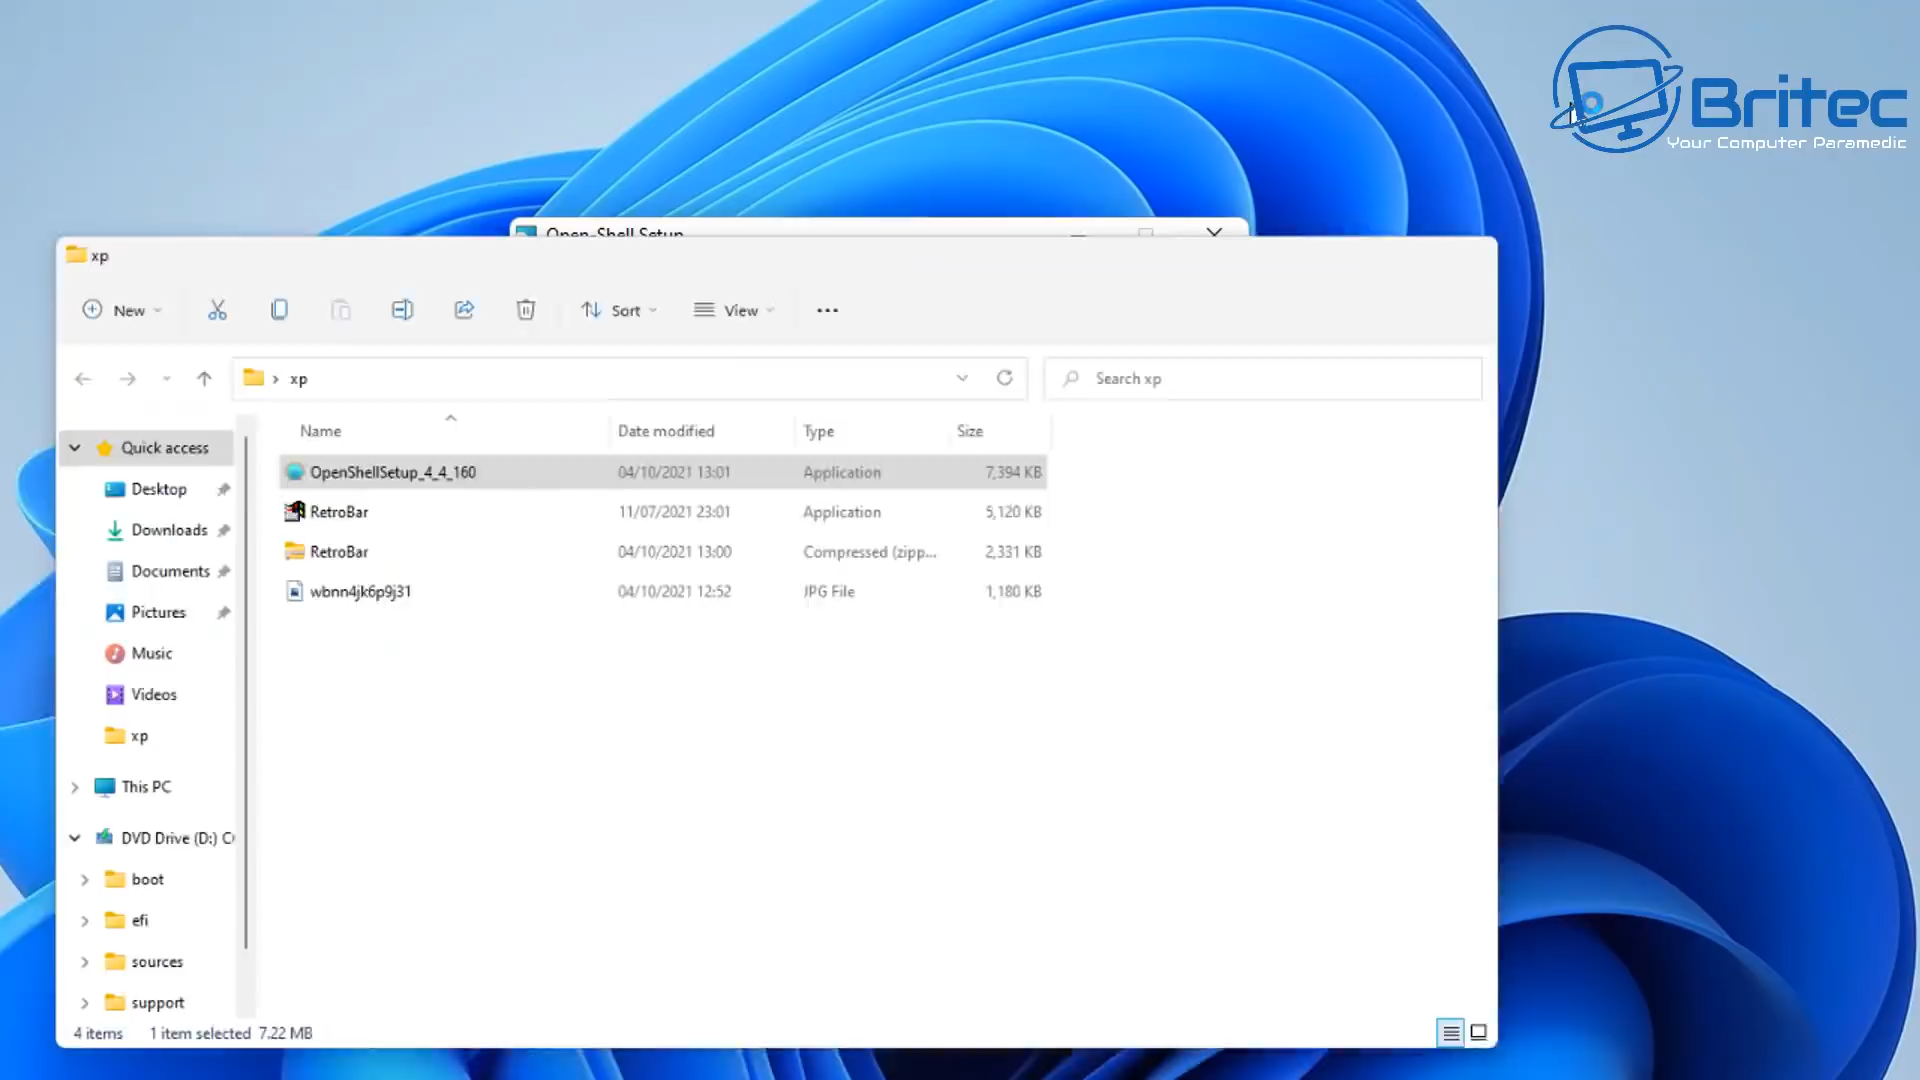 Britec
Your Computer Paramedic
Open-Shell Setup
xp
New
Sort
View
xp
Search xp
Name Date modified Type Size
Quick access
OpenShellSetup_4_4_160 04/10/2021 13:01 Application 7,394 KB
Desktop
RetroBar 11/07/2021 23:01 Application 5,120 KB
Downloads
RetroBar 04/10/2021 13:00 Compressed (zipp... 2,331 KB
Documents
wbnn4jk6p9j31 04/10/2021 12:52 JPG File 1,180 KB
Pictures
Music
Videos
xp
This PC
DVD Drive (D:) C
boot
efi
sources
support
4 items 1 item selected 7.22 MB